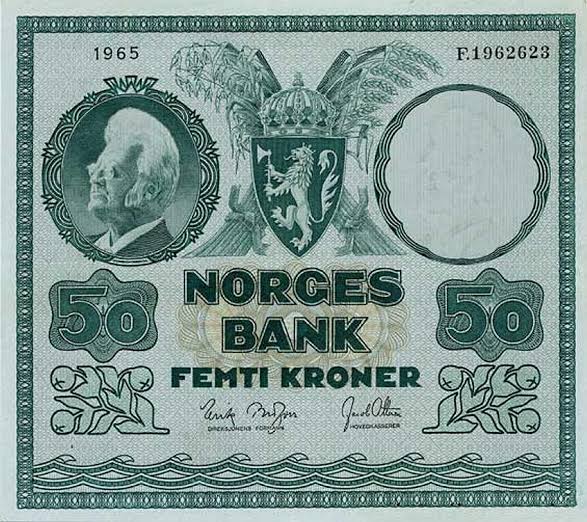 1965 F.1962623
50 NORGES 50
BANK
FEMTI KRONER
DIREKSJONENS FORMANN HOVEDKASSERER